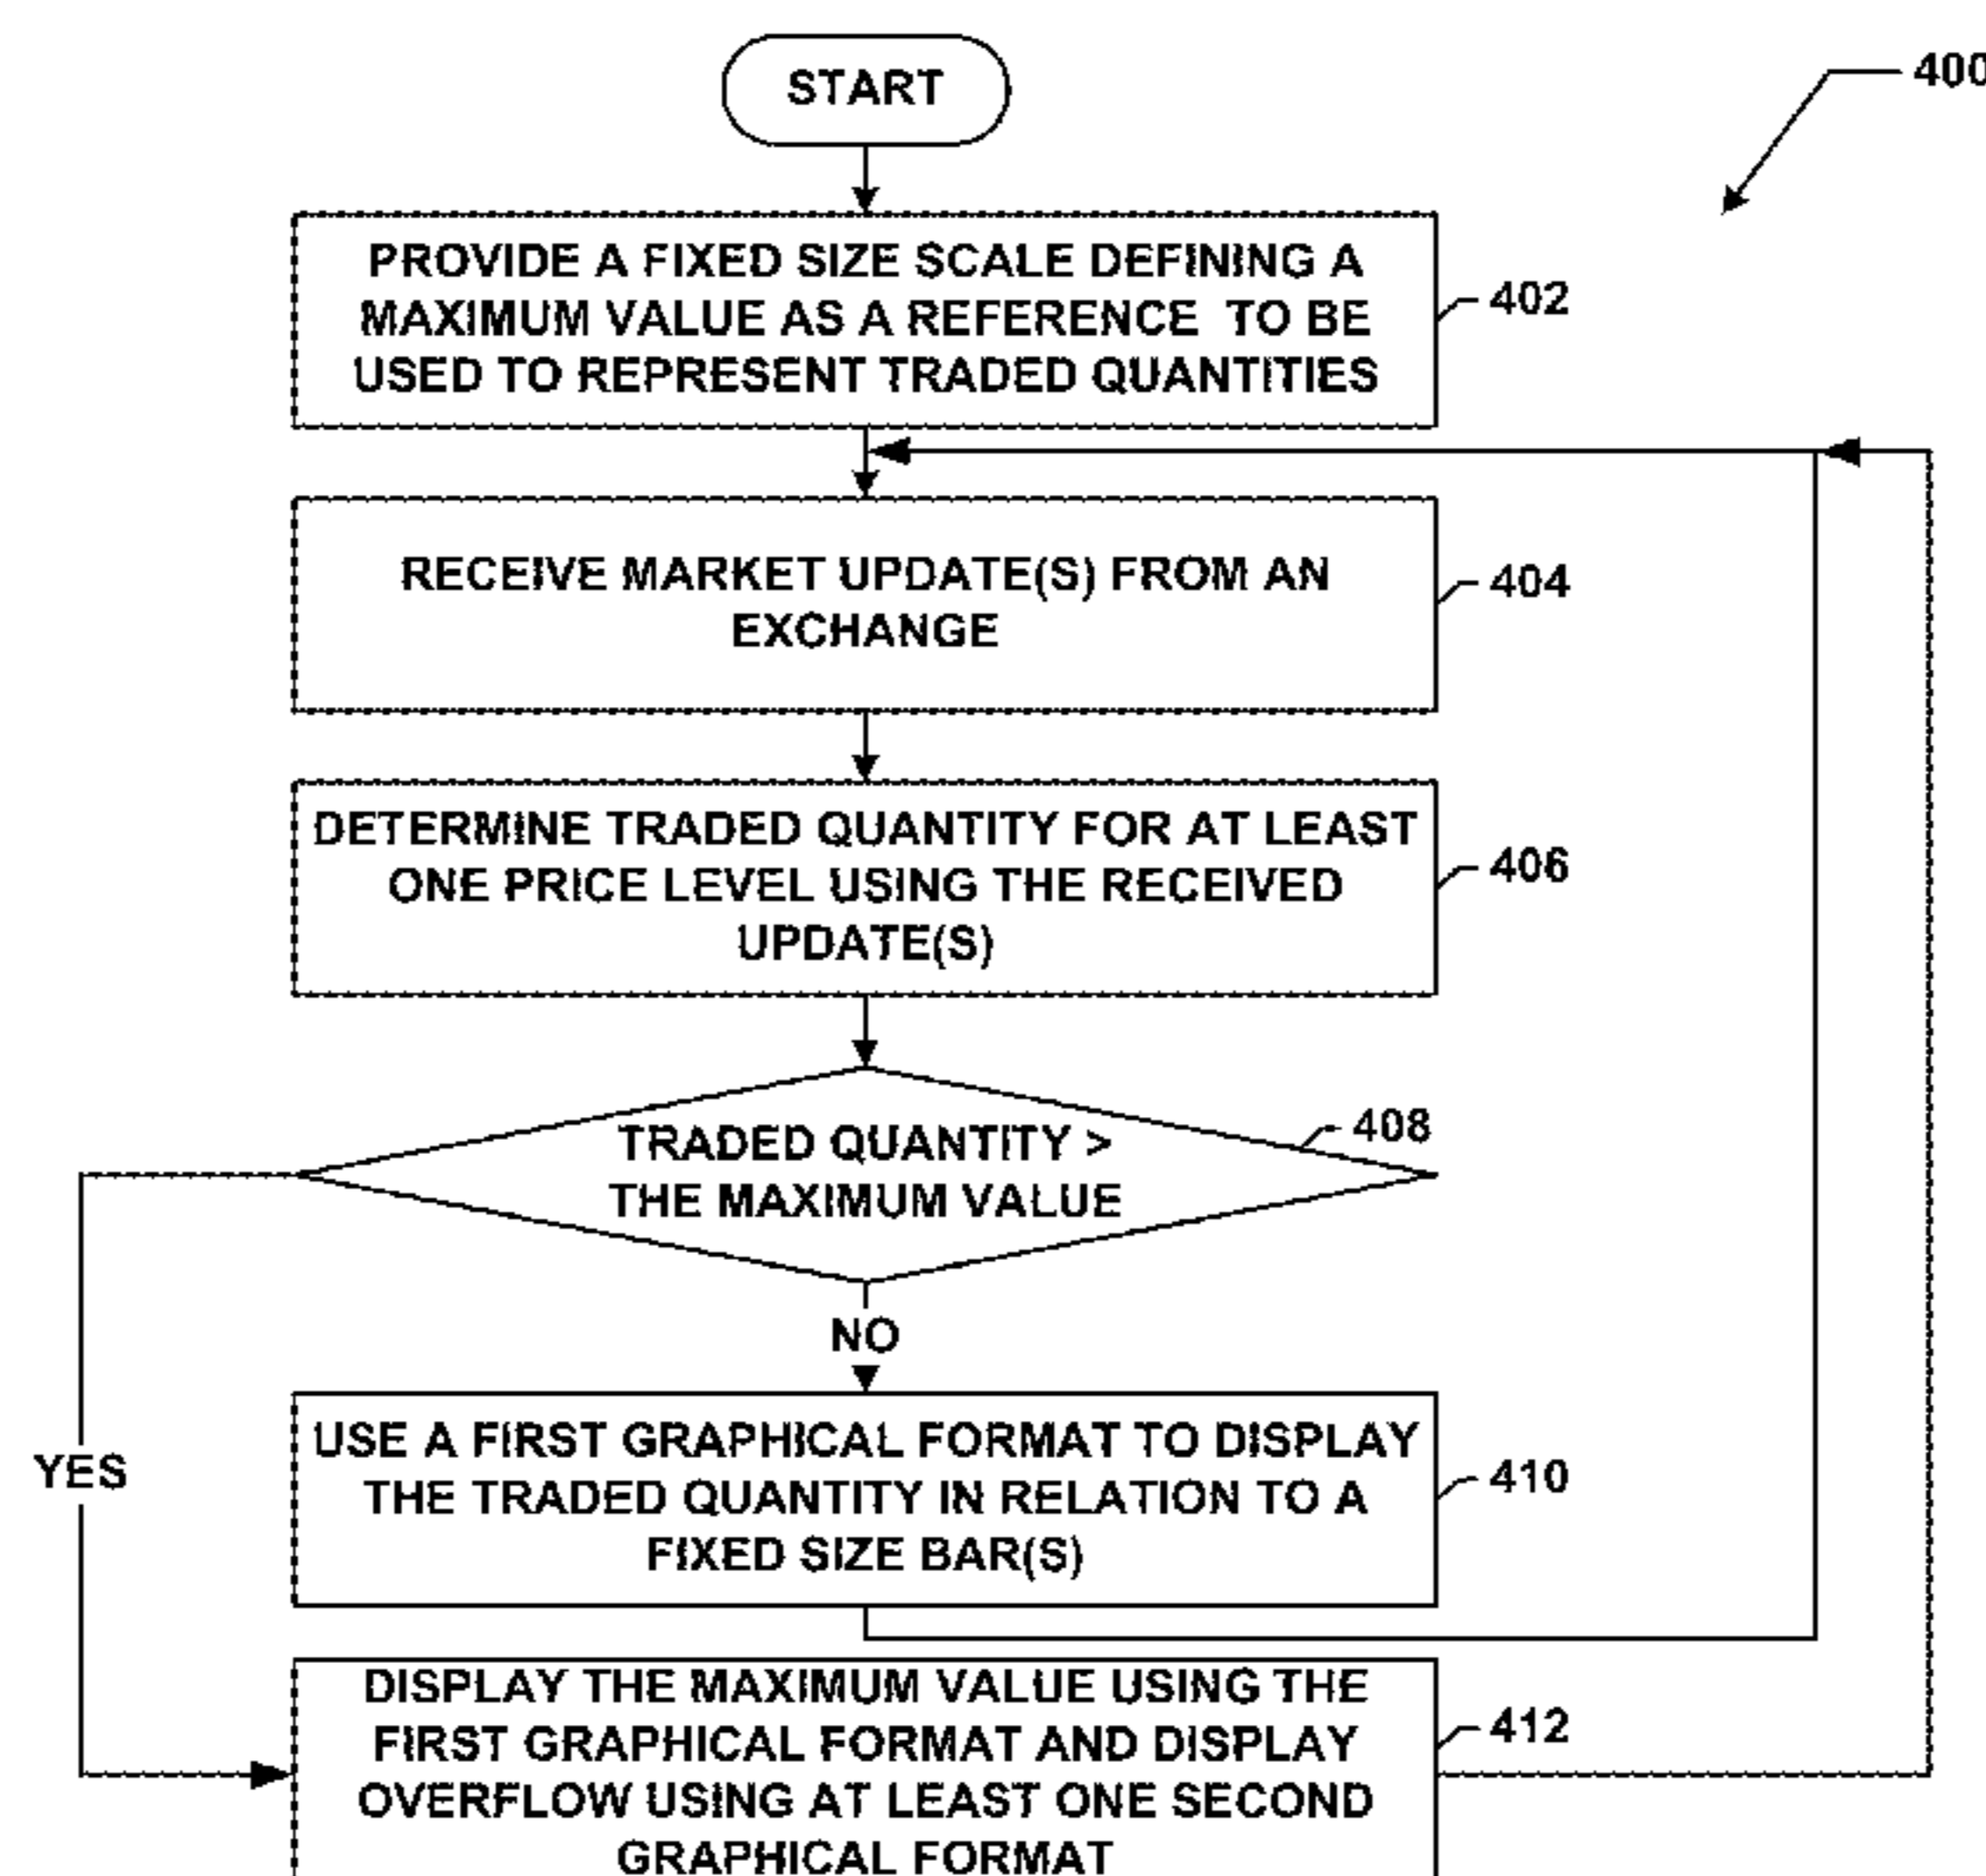 START
400
PROVIDE A FIXED SIZE SCALE DEFINING A
MAXIMUM VALUE AS A REFERENCE TO BE
USED TO REPRESENT TRADED QUANTITIES
402
RECEIVE MARKET UPDATE(S) FROM AN
EXCHANGE
404
DETERMINE TRADED QUANTITY FOR AT LEAST
ONE PRICE LEVEL USING THE RECEIVED
UPDATE(S)
406
TRADED QUANTITY >
THE MAXIMUM VALUE
408
NO
YES
USE A FIRST GRAPHICAL FORMAT TO DISPLAY
THE TRADED QUANTITY IN RELATION TO A
FIXED SIZE BAR(S)
410
DISPLAY THE MAXIMUM VALUE USING THE
FIRST GRAPHICAL FORMAT AND DISPLAY
OVERFLOW USING AT LEAST ONE SECOND
GRAPHICAL FORMAT
412